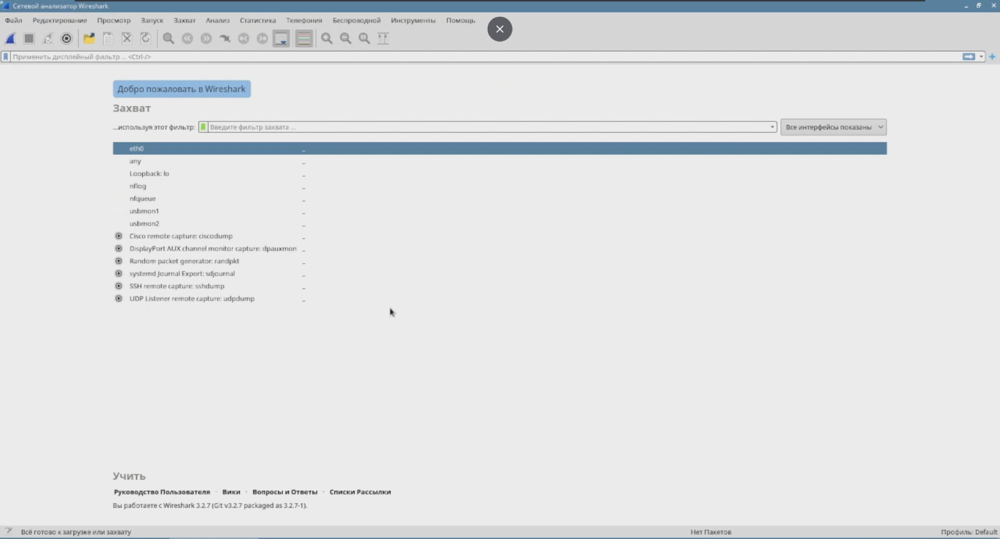 Сетевой анализатор Wireshark
Файл Редактирование Просмотр Запуск Захват Анализ Статистика Телефония Беспроводной Инструменты Помощь
Применить дисплейный фильтр ... <Ctrl-/>
Добро пожаловать в Wireshark
Захват
...используя этот фильтр: Введите фильтр захвата ... Все интерфейсы показаны
eth0
any
Loopback: lo
nflog
nfqueue
usbmon1
usbmon2
Cisco remote capture: ciscodump
DisplayPort AUX channel monitor capture: dpauxmon
Random packet generator: randpkt
systemd Journal Export: sdjournal
SSH remote capture: sshdump
UDP Listener remote capture: udpdump
Учить
Руководство Пользователя · Вики · Вопросы и Ответы · Списки Рассылки
Вы работаете с Wireshark 3.2.7 (Git v3.2.7 packaged as 3.2.7-1).
Всё готово к загрузке или захвату Нет Пакетов Профиль: Default